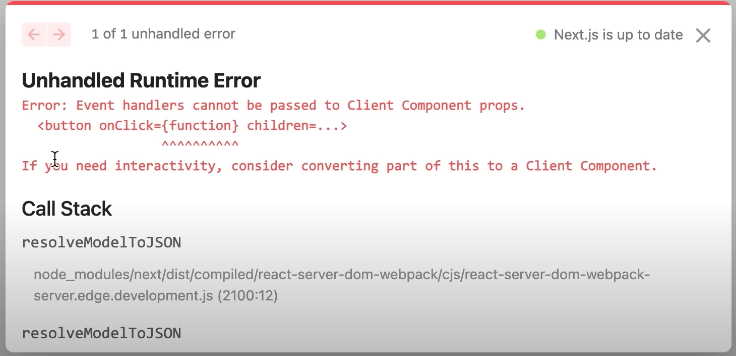 1 of 1 unhandled error
Next.js is up to date
Unhandled Runtime Error
Error: Event handlers cannot be passed to Client Component props.
<button onClick={function} children=...>
^^^^^^^^^^
If you need interactivity, consider converting part of this to a Client Component.
Call Stack
resolveModelToJSON
node_modules/next/dist/compiled/react-server-dom-webpack/cjs/react-server-dom-webpack-
server.edge.development.js (2100:12)
resolveModelToJSON